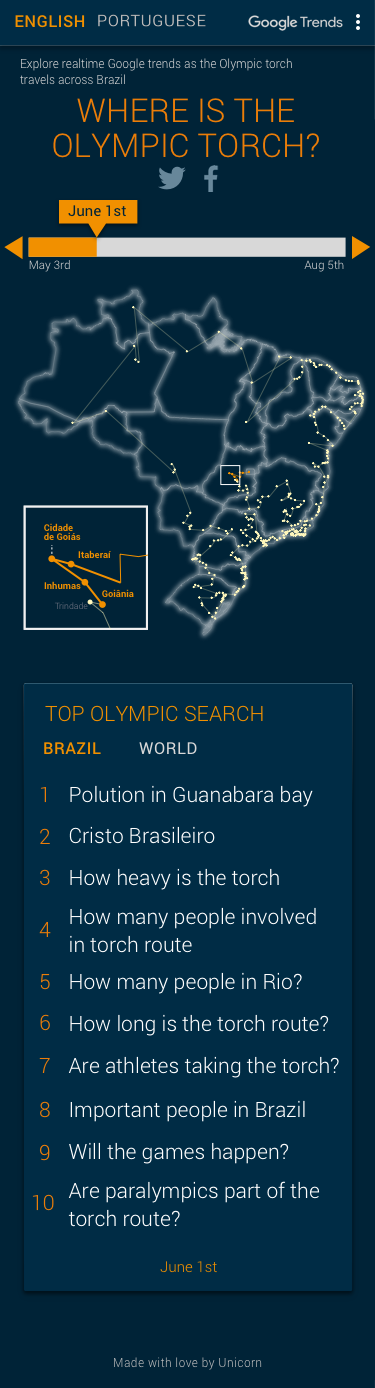 ENGLISH PORTUGUESE Google Trends
Explore realtime Google trends as the Olympic torch
travels across Brazil
WHERE IS THE
OLYMPIC TORCH?
June 1st
May 3rd Aug 5th
Cidade
de Goiás
Itaberaí
Inhumas
Goiânia
Trindade
TOP OLYMPIC SEARCH
BRAZIL WORLD
1 Polution in Guanabara bay
2 Cristo Brasileiro
3 How heavy is the torch
4 How many people involved
in torch route
5 How many people in Rio?
6 How long is the torch route?
7 Are athletes taking the torch?
8 Important people in Brazil
9 Will the games happen?
10 Are paralympics part of the
torch route?
June 1st
Made with love by Unicorn